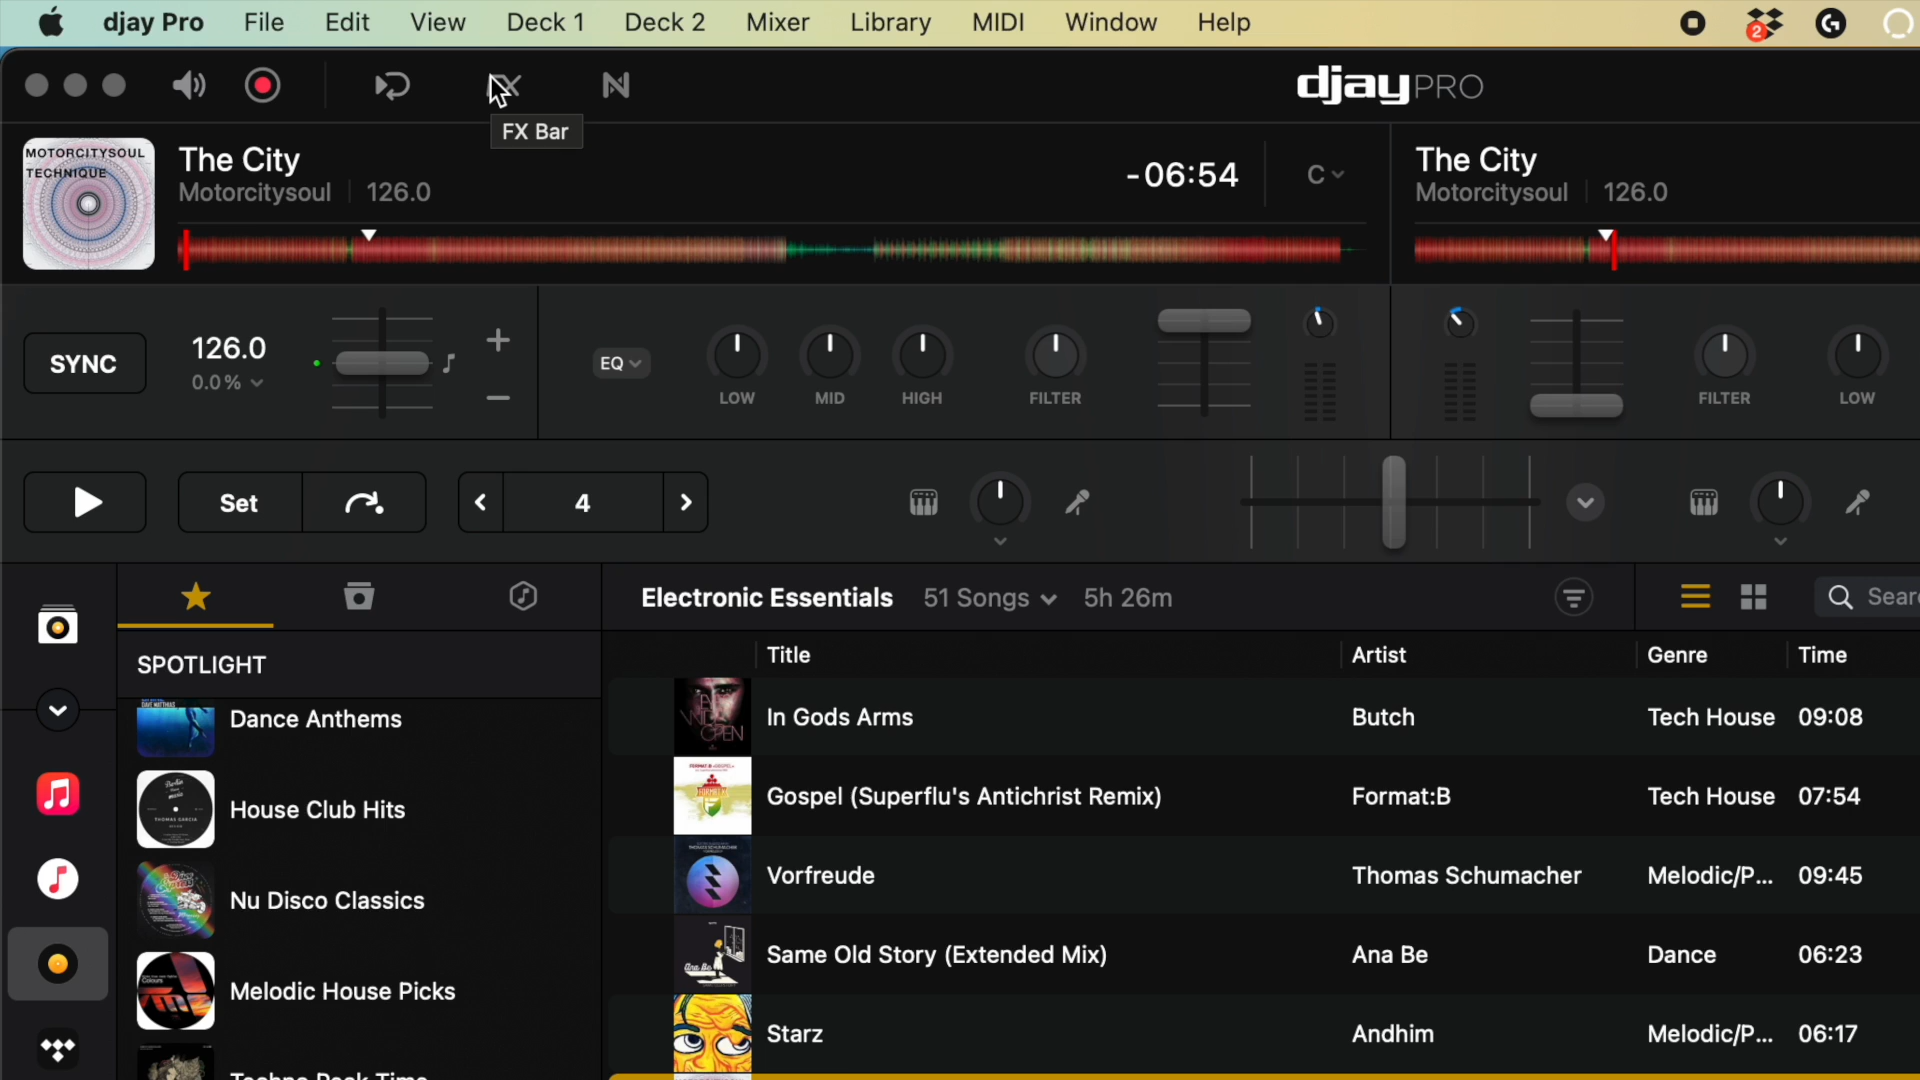 djay Pro File Edit View Deck 1 Deck 2 Mixer Library MIDI Window Help
2
FX
djay PRO
FX Bar
MOTORCITYSOUL
TECHNIQUE
The City
Motorcitysoul 126.0
-06:54
C
The City
Motorcitysoul 126.0
SYNC
126.0
0.0%
EQ
LOW
MID
HIGH
FILTER
FILTER
LOW
Set
4
Electronic Essentials 51 Songs 5h 26m
Sear
SPOTLIGHT
Title Artist Genre Time
Dance Anthems
House Club Hits
Nu Disco Classics
Melodic House Picks
In Gods Arms Butch Tech House 09:08
Gospel (Superflu's Antichrist Remix) Format:B Tech House 07:54
Vorfreude Thomas Schumacher Melodic/P... 09:45
Same Old Story (Extended Mix) Ana Be Dance 06:23
Starz Andhim Melodic/P... 06:17